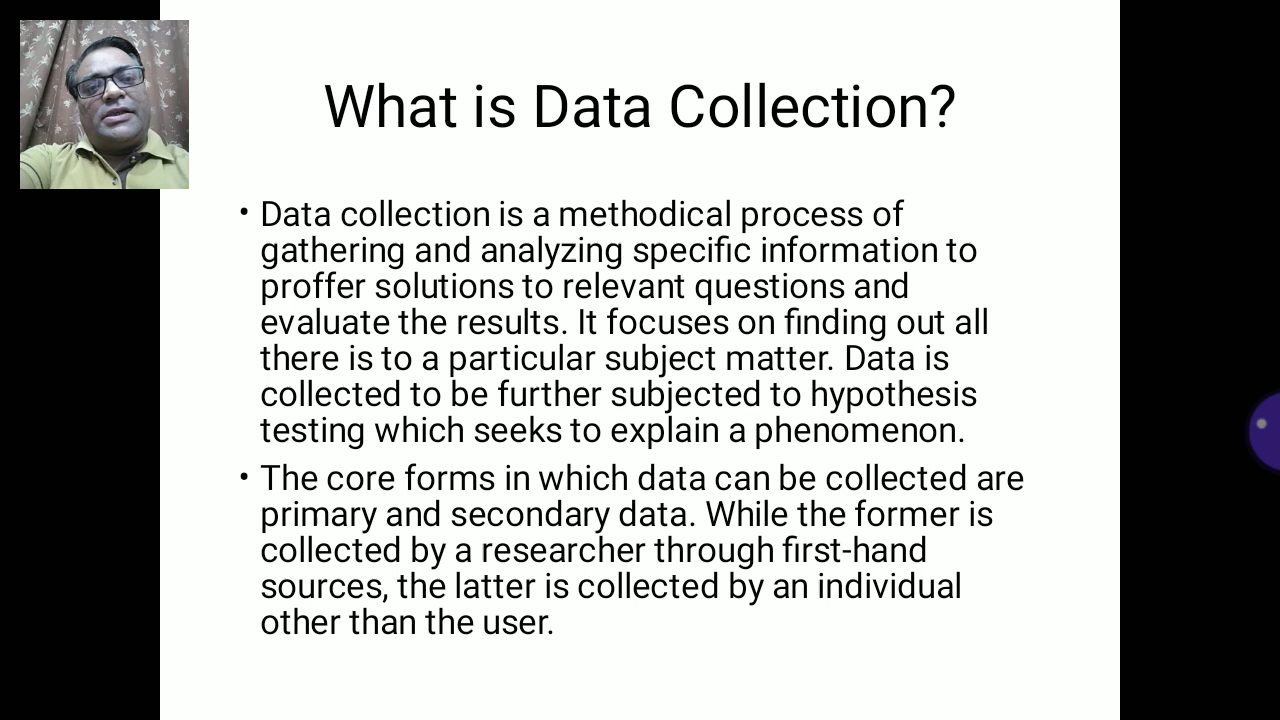 What is Data Collection?
• Data collection is a methodical process of
gathering and analyzing specific information to
proffer solutions to relevant questions and
evaluate the results. It focuses on finding out all
there is to a particular subject matter. Data is
collected to be further subjected to hypothesis
testing which seeks to explain a phenomenon.
• The core forms in which data can be collected are
primary and secondary data. While the former is
collected by a researcher through first-hand
sources, the latter is collected by an individual
other than the user.